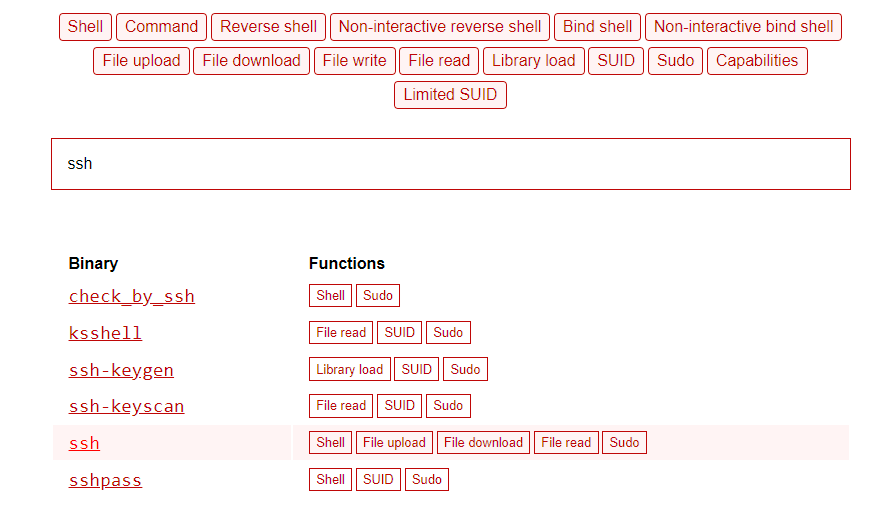 Shell Command Reverse shell Non-interactive reverse shell Bind shell Non-interactive bind shell
File upload File download File write File read Library load SUID Sudo Capabilities
Limited SUID
ssh
Binary Functions
check_by_ssh Shell Sudo
ksshell File read SUID Sudo
ssh-keygen Library load SUID Sudo
ssh-keyscan File read SUID Sudo
ssh Shell File upload File download File read Sudo
sshpass Shell SUID Sudo